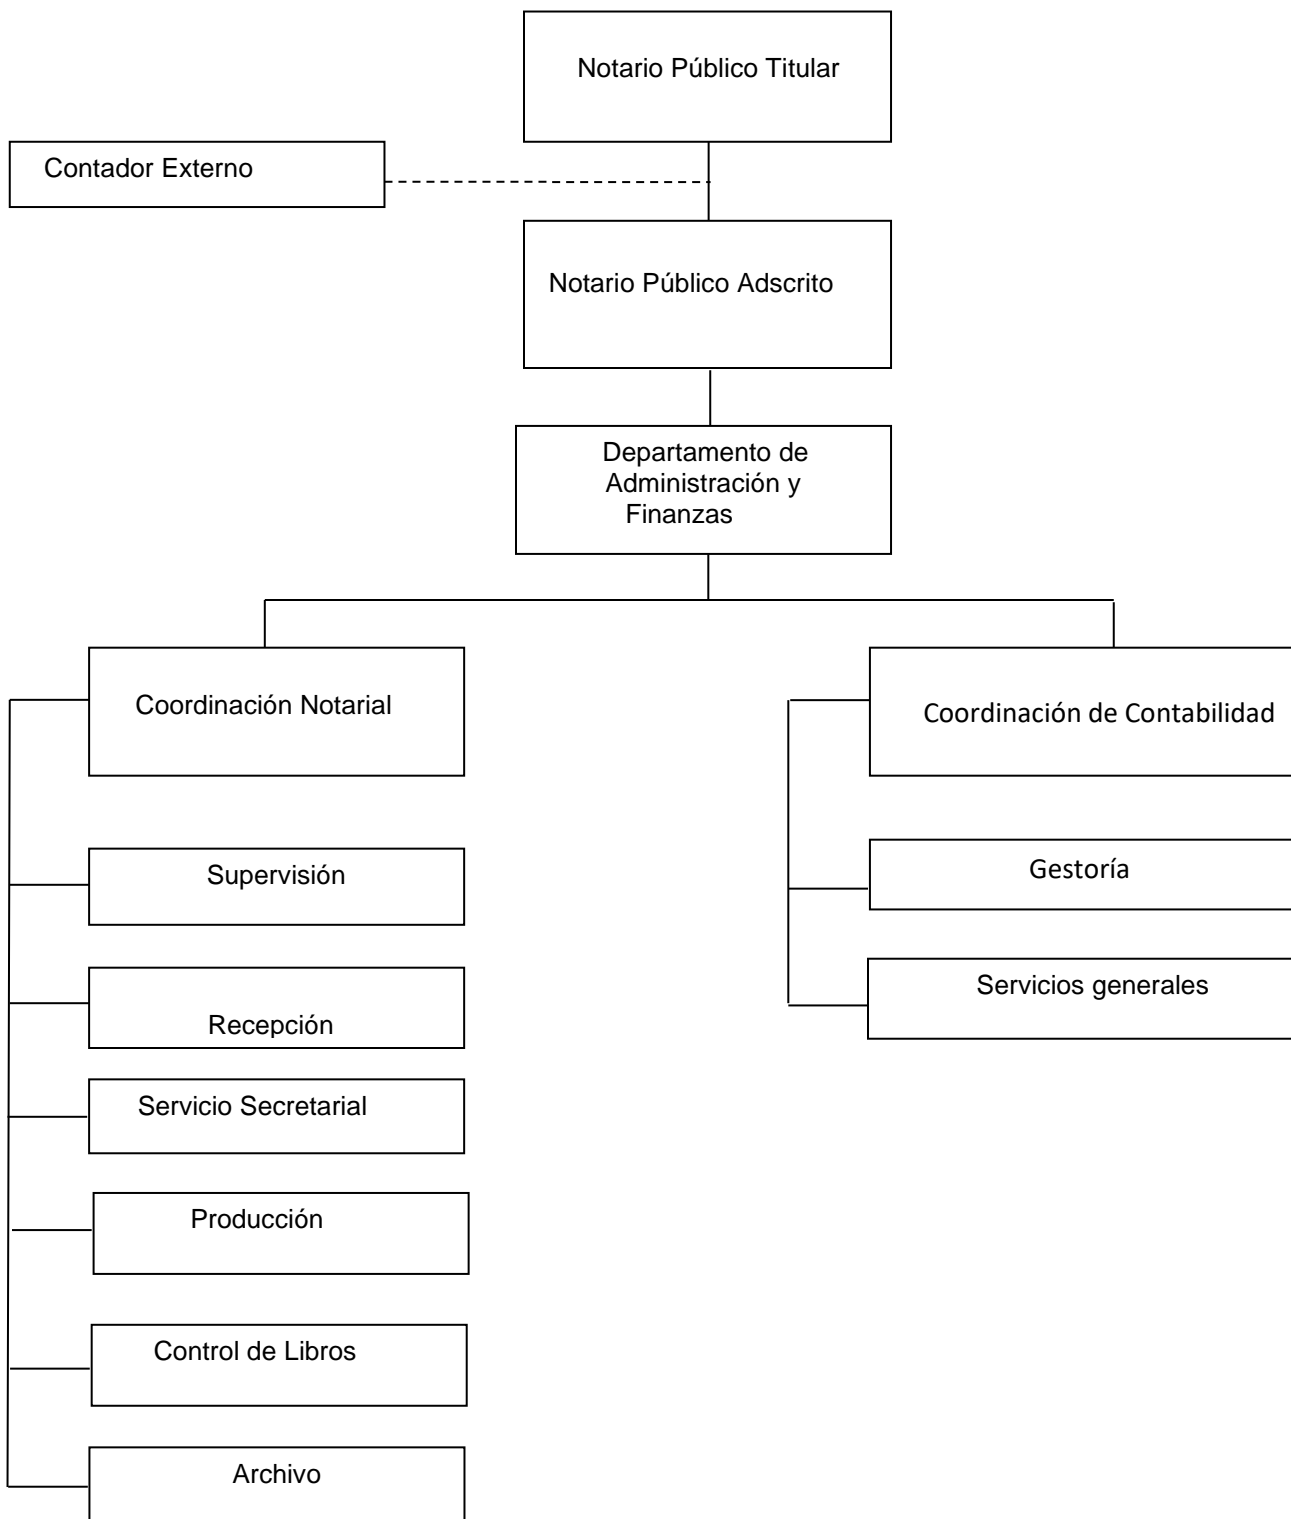 Notario Público Titular
Contador Externo
Notario Público Adscrito
Departamento de
Administración y
Finanzas
Coordinación Notarial
Coordinación de Contabilidad
Supervisión
Gestoría
Recepción
Servicios generales
Servicio Secretarial
Producción
Control de Libros
Archivo